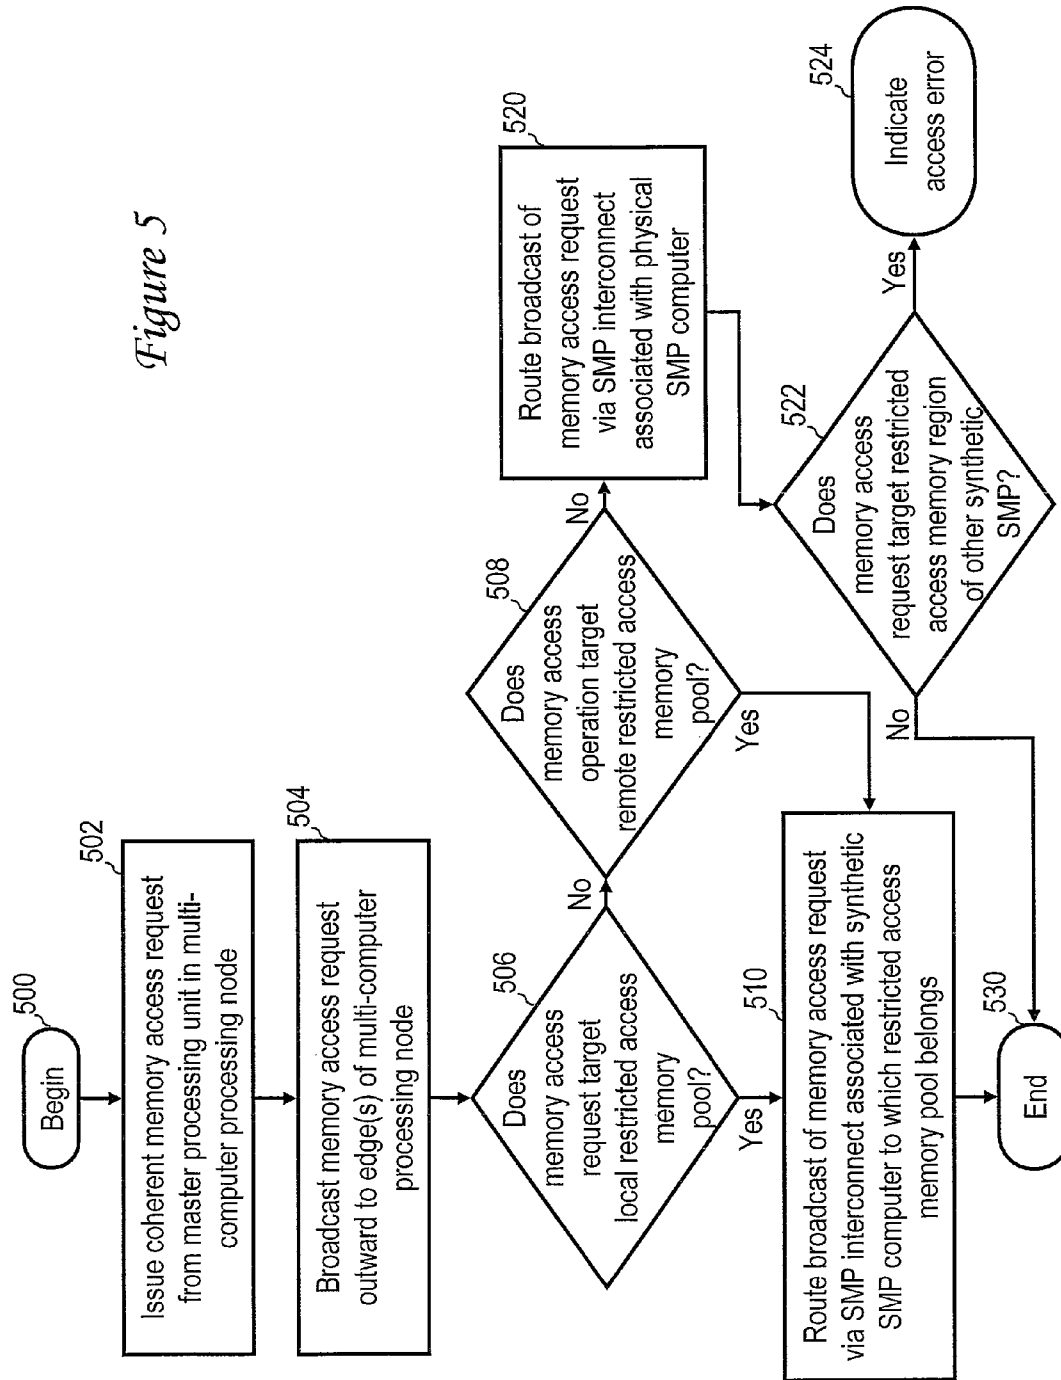 Figure 5
500
Begin
502
Issue coherent memory access request
from master processing unit in multi-
computer processing node
504
Broadcast memory access request
outward to edge(s) of multi-computer
processing node
506
Does
memory access
request target
local restricted access
memory
pool?
No
Yes
508
Does
memory access
operation target
remote restricted access
memory
pool?
No
Yes
510
Route broadcast of memory access request
via SMP interconnect associated with synthetic
SMP computer to which restricted access
memory pool belongs
520
Route broadcast of
memory access request
via SMP interconnect
associated with physical
SMP computer
522
Does
memory access
request target restricted
access memory region
of other synthetic
SMP?
Yes
No
524
Indicate
access error
530
End